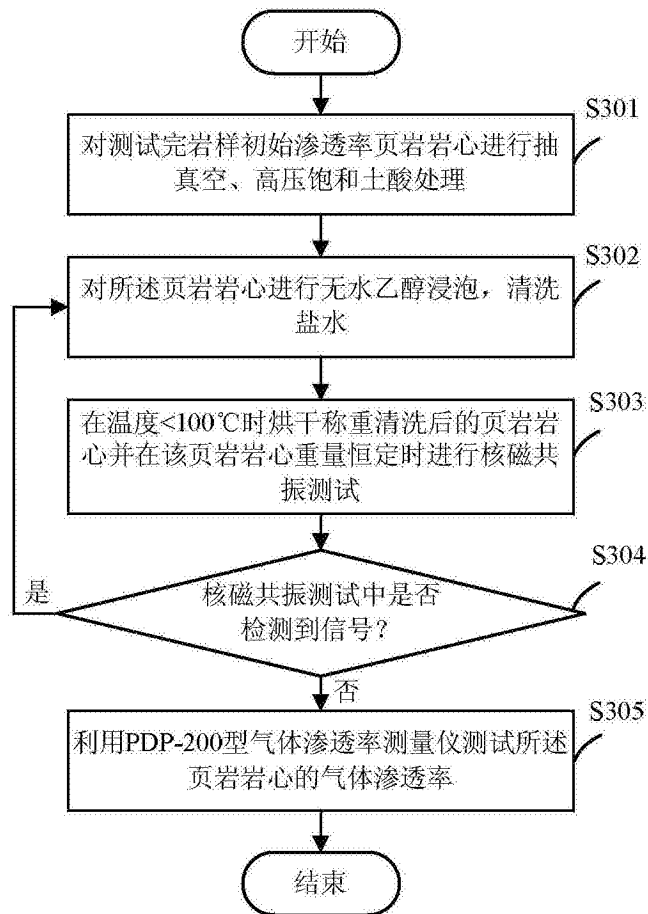 开始
S301
对测试完岩样初始渗透率页岩岩心进行抽
真空、高压饱和土酸处理
S302
对所述页岩岩心进行无水乙醇浸泡，清洗
盐水
S303
在温度<100℃时烘干称重清洗后的页岩岩
心并在该页岩岩心重量恒定时进行核磁共
振测试
S304
是
核磁共振测试中是否
检测到信号？
否
S305
利用PDP-200型气体渗透率测量仪测试所述
页岩岩心的气体渗透率
结束